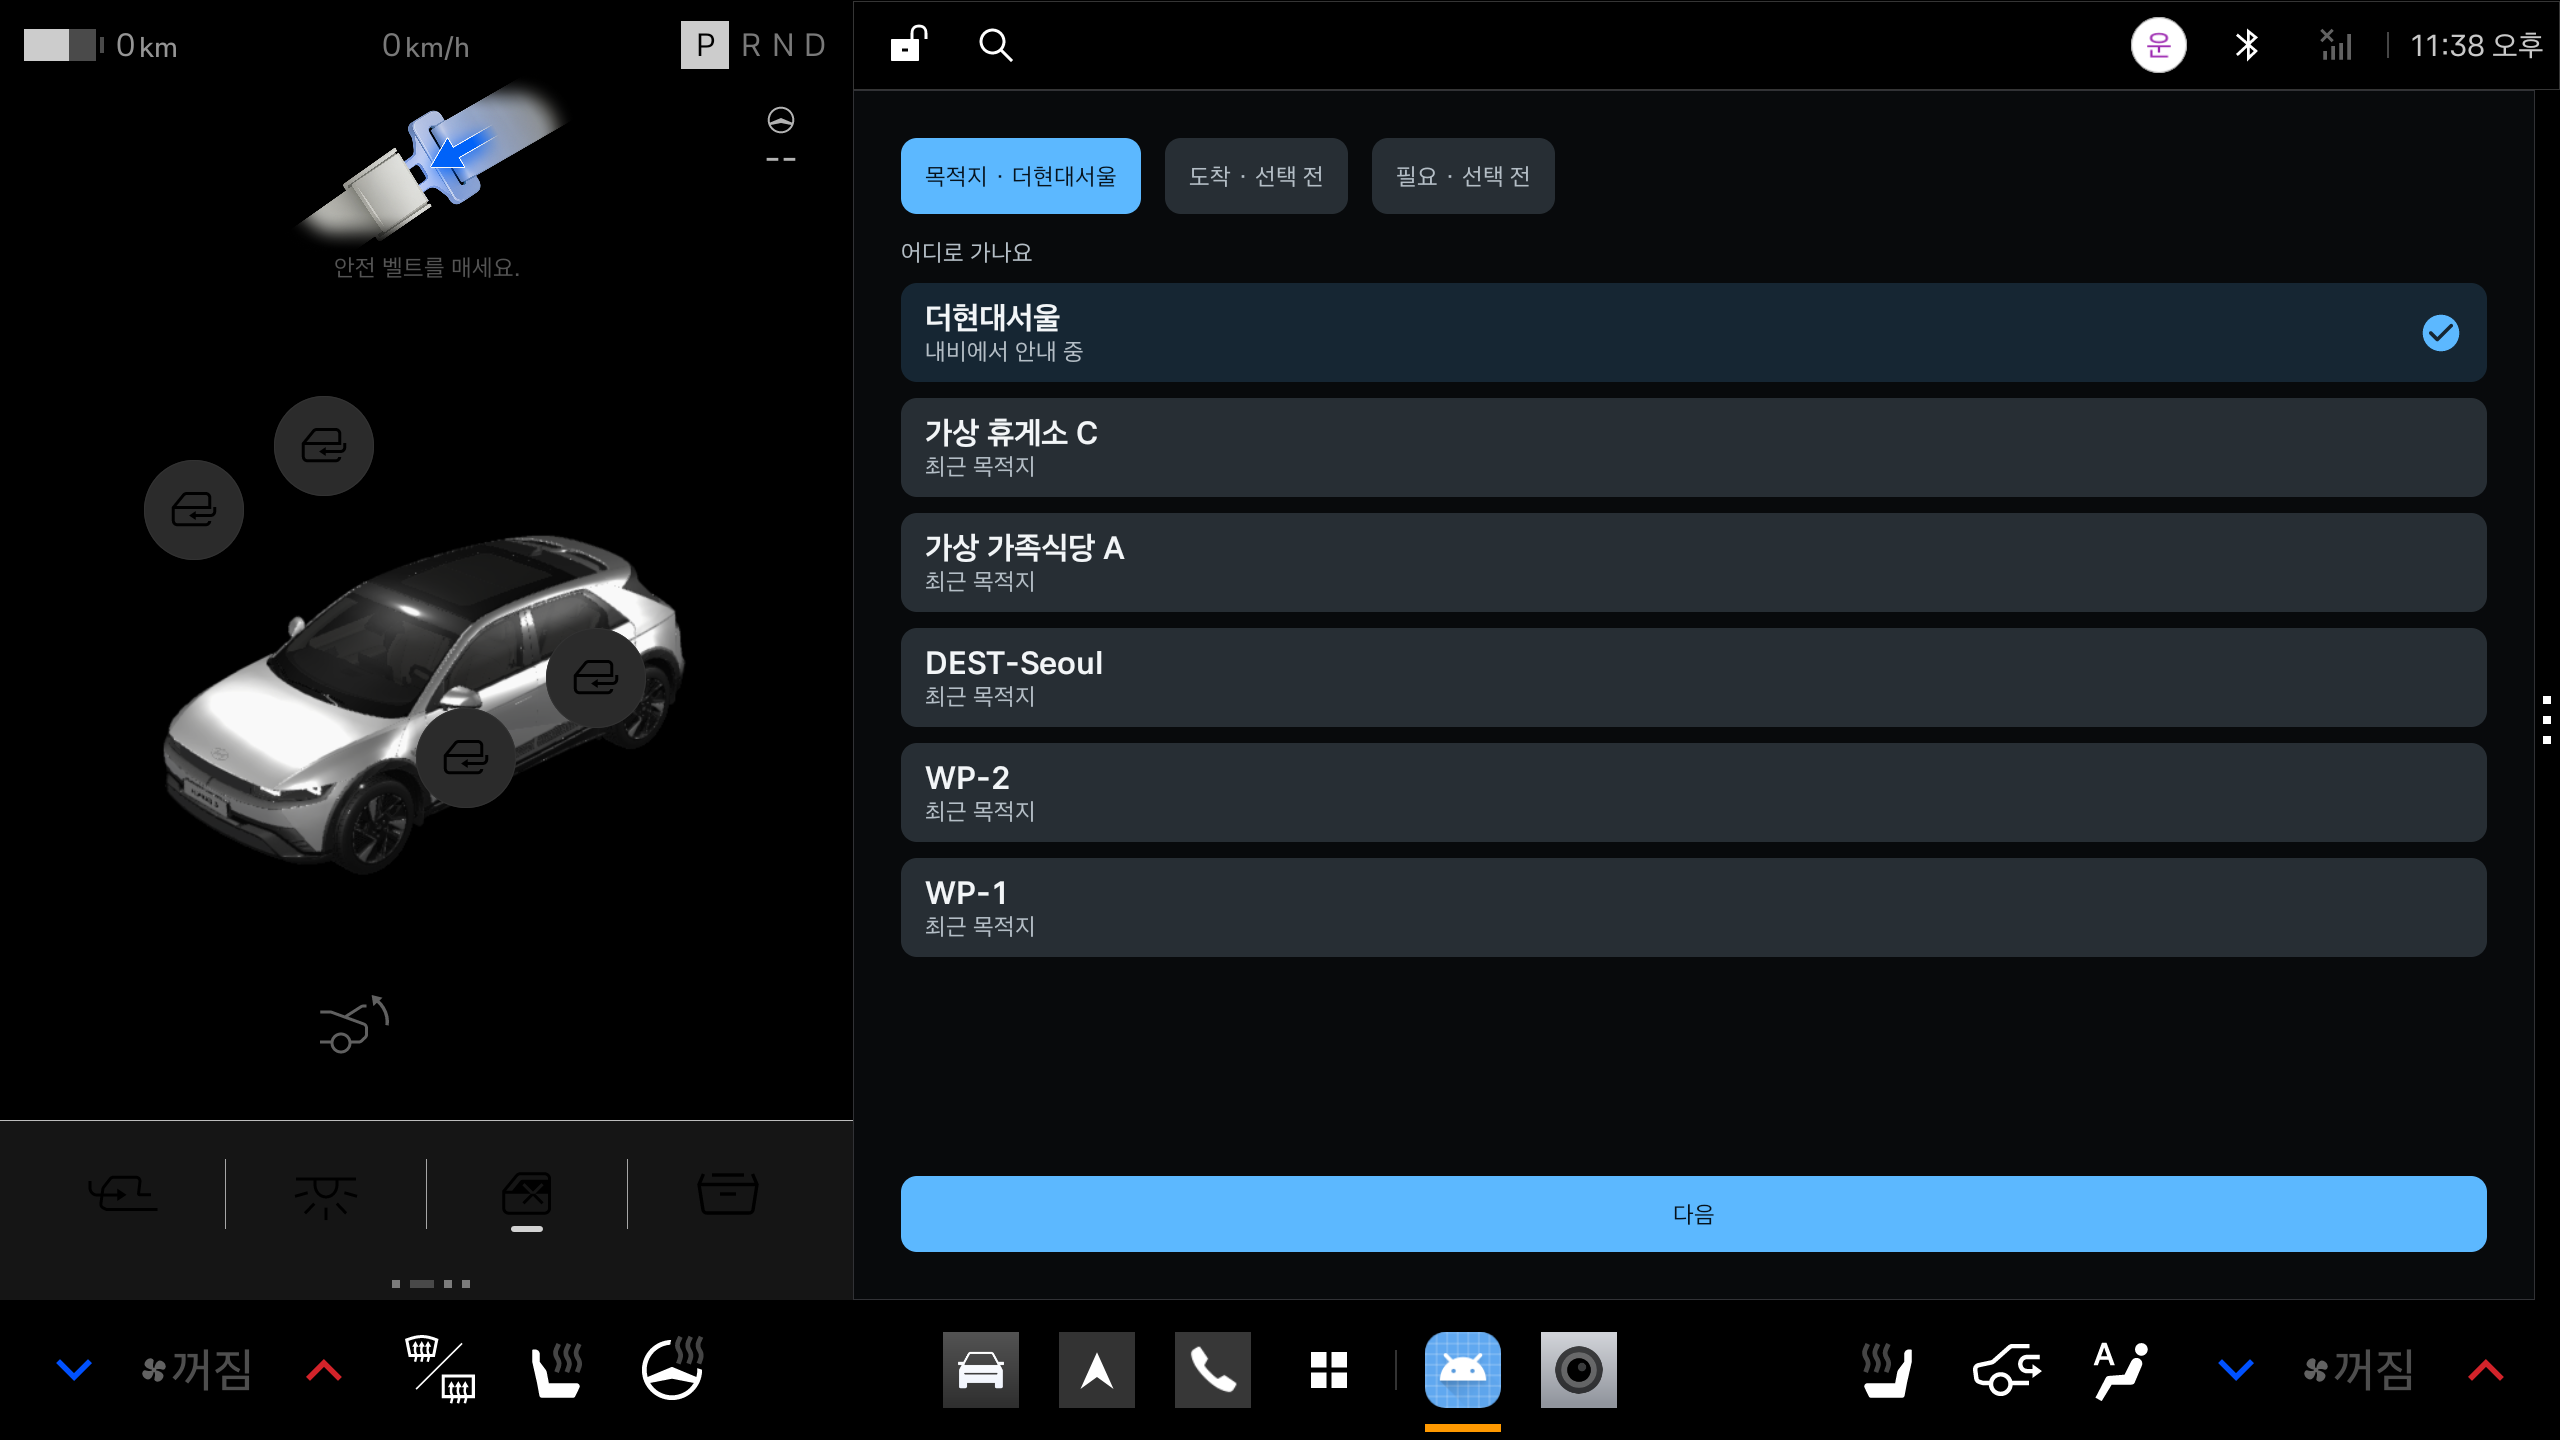 0 km
0 km/h
P R N D
운
11:38 오후
--
안전 벨트를 매세요.
목적지 · 더현대서울
도착 · 선택 전
필요 · 선택 전
어디로 가나요
더현대서울
내비에서 안내 중
가상 휴게소 C
최근 목적지
가상 가족식당 A
최근 목적지
DEST-Seoul
최근 목적지
WP-2
최근 목적지
WP-1
최근 목적지
다음
꺼짐
A
꺼짐